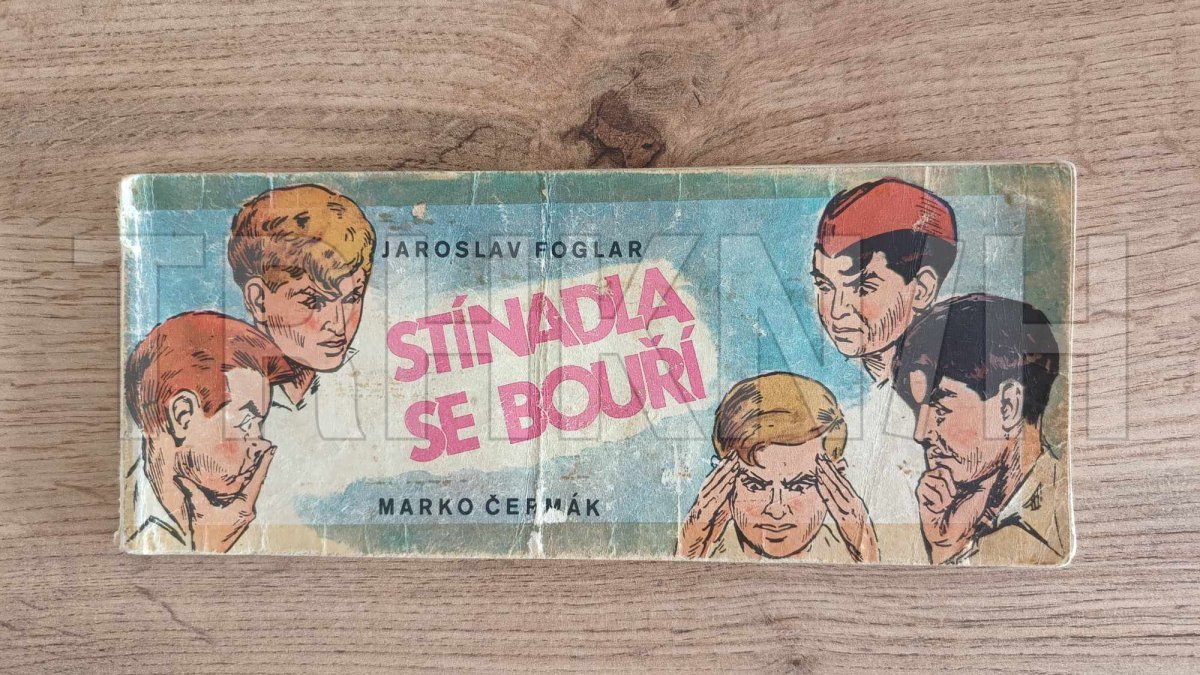 JAROSLAV FOGLAR
STÍNADLA
SE BOUŘÍ
MARKO ČERMÁK